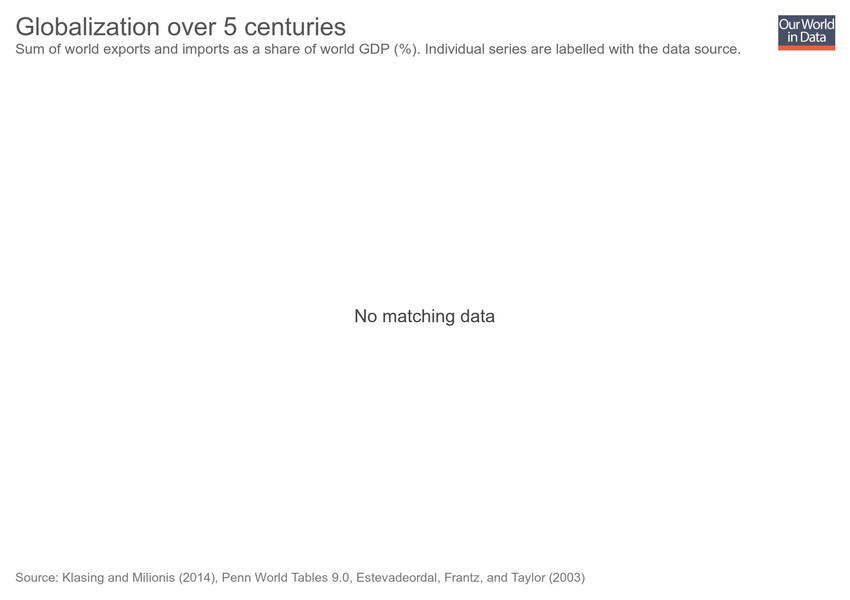 Globalization over 5 centuries
Sum of world exports and imports as a share of world GDP (%). Individual series are labelled with the data source.
Our World
in Data
No matching data
Source: Klasing and Milionis (2014), Penn World Tables 9.0, Estevadeordal, Frantz, and Taylor (2003)